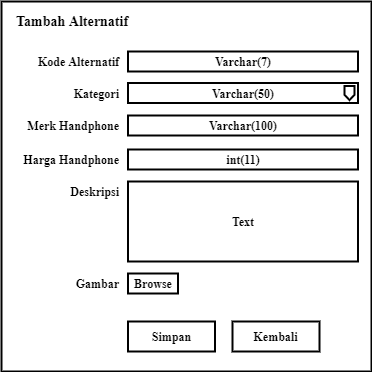 Tambah Alternatif
Kode Alternatif Varchar(7)
Kategori Varchar(50)
Merk Handphone Varchar(100)
Harga Handphone int(11)
Deskripsi
Text
Gambar Browse
Simpan Kembali